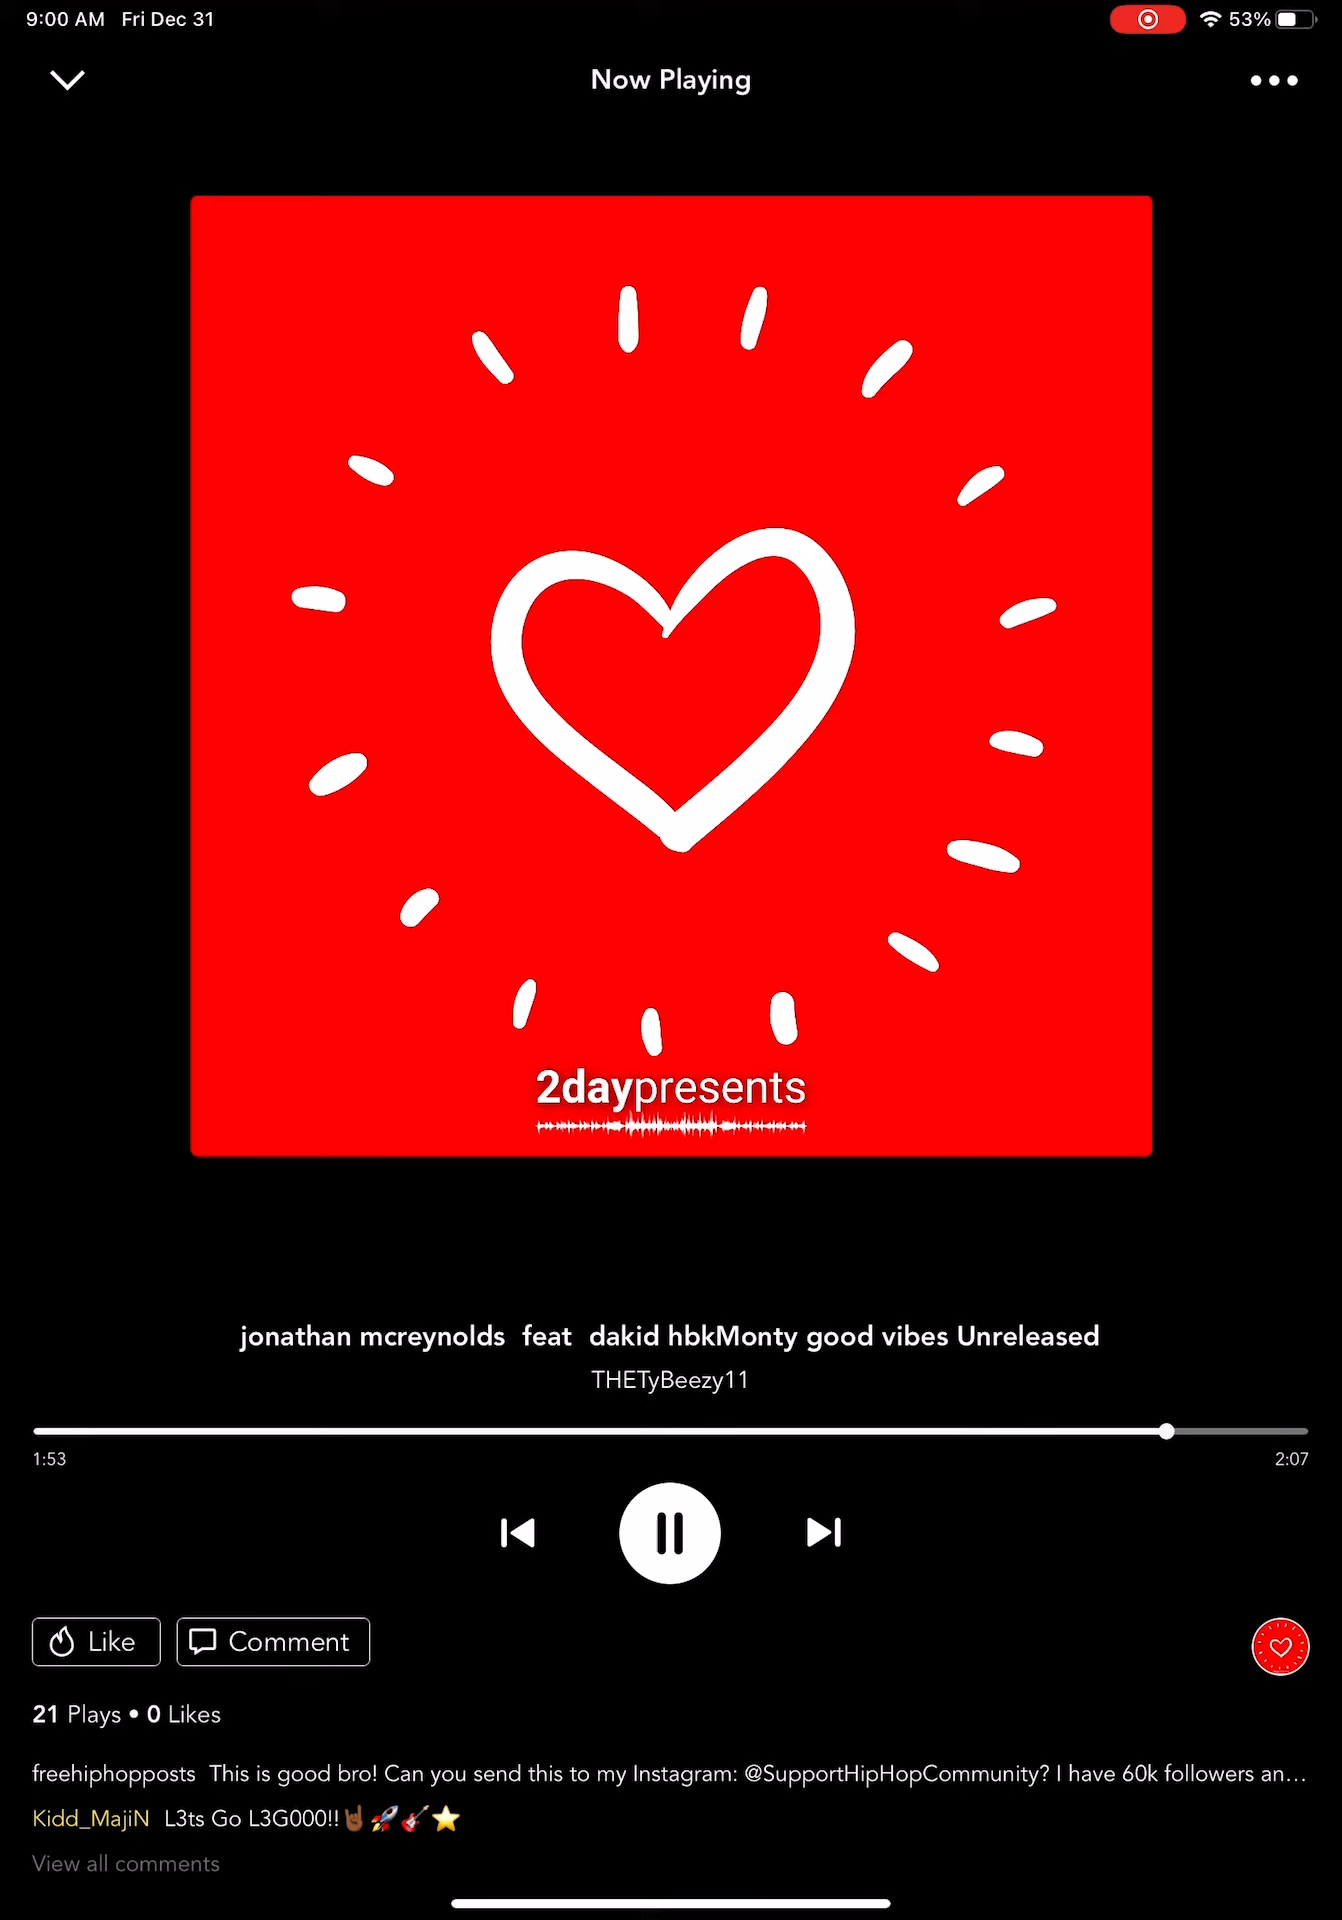 9:00 AM Fri Dec 31 53%
Now Playing
2daypresents
jonathan mcreynolds feat dakid hbkMonty good vibes Unreleased
THETyBeezy11
1:53 2:07
Like Comment
21 Plays • 0 Likes
freehiphopposts This is good bro! Can you send this to my Instagram: @SupportHipHopCommunity? I have 60k followers an...
Kidd_MajiN L3ts Go L3G000!!🤘🏾🚀🎸⭐
View all comments